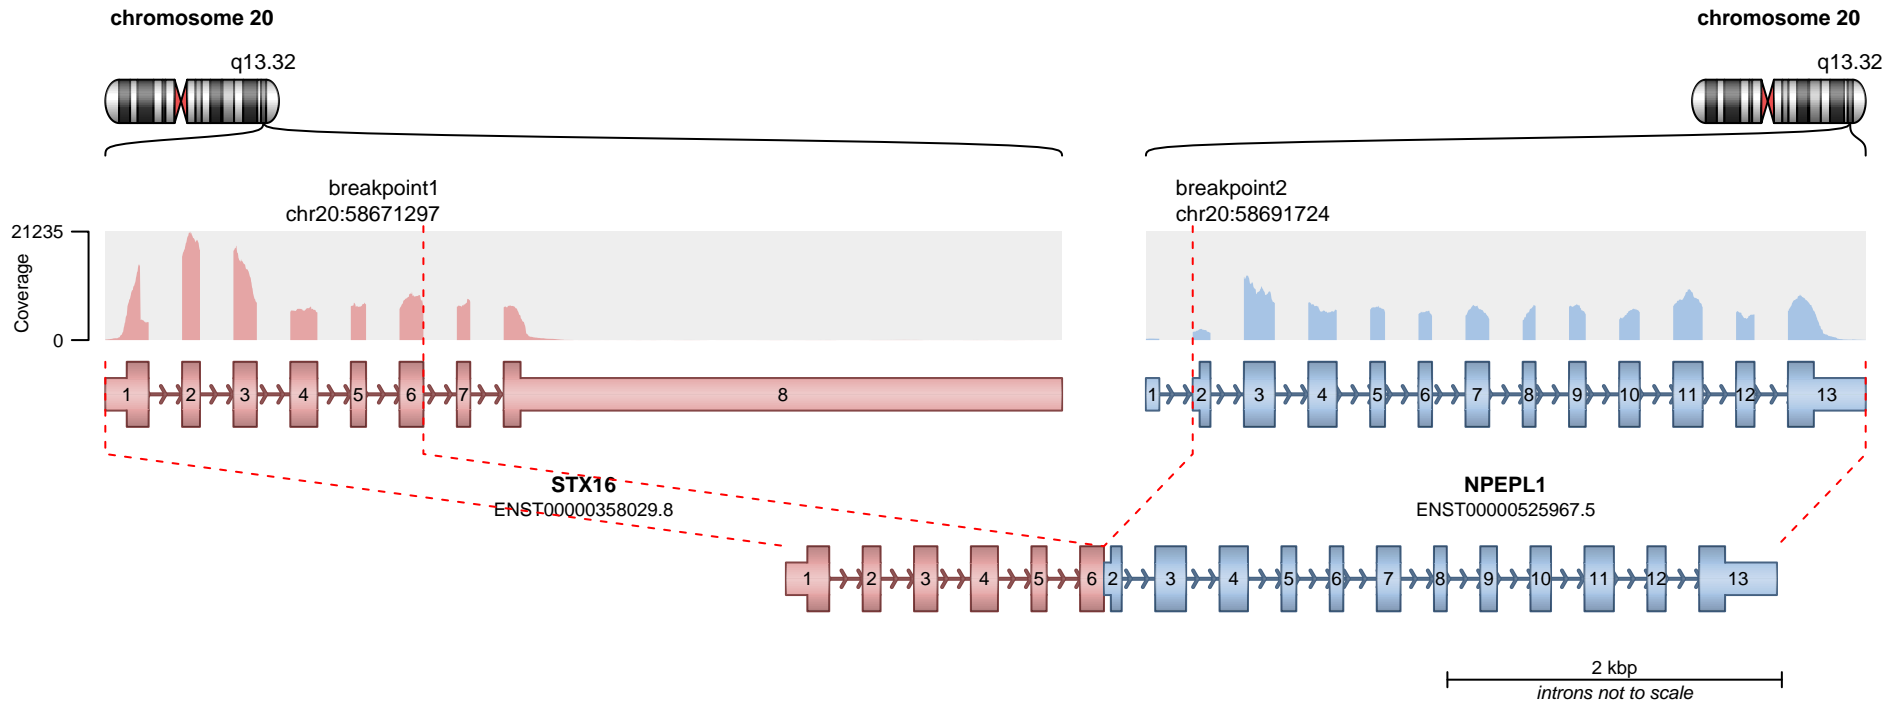 chromosome 20
chromosome 20
q13.32
q13.32
breakpoint1
chr20:58671297
breakpoint2
chr20:58691724
21235
Coverage
0
1 2 3 4 5 6 7 8
1 2 3 4 5 6 7 8 9 10 11 12 13
STX16
ENST00000358029.8
NPEPL1
ENST00000525967.5
1 2 3 4 5 6 2 3 4 5 6 7 8 9 10 11 12 13
2 kbp
introns not to scale